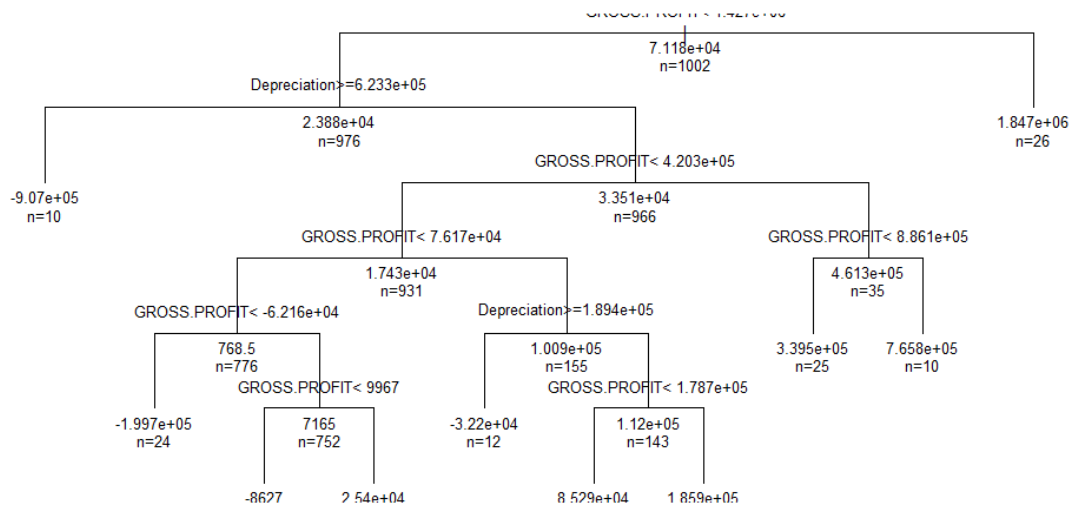 GROSS.PROFIT< 1.427e+06
7.118e+04
n=1002
Depreciation>=6.233e+05
2.388e+04
n=976
1.847e+06
n=26
GROSS.PROFIT< 4.203e+05
-9.07e+05
n=10
3.351e+04
n=966
GROSS.PROFIT< 7.617e+04
GROSS.PROFIT< 8.861e+05
1.743e+04
n=931
4.613e+05
n=35
GROSS.PROFIT< -6.216e+04
Depreciation>=1.894e+05
768.5
n=776
1.009e+05
n=155
3.395e+05
n=25
7.658e+05
n=10
GROSS.PROFIT< 9967
GROSS.PROFIT< 1.787e+05
-1.997e+05
n=24
7165
n=752
-3.22e+04
n=12
1.12e+05
n=143
-8627
2.54e+04
8.529e+04
1.859e+05